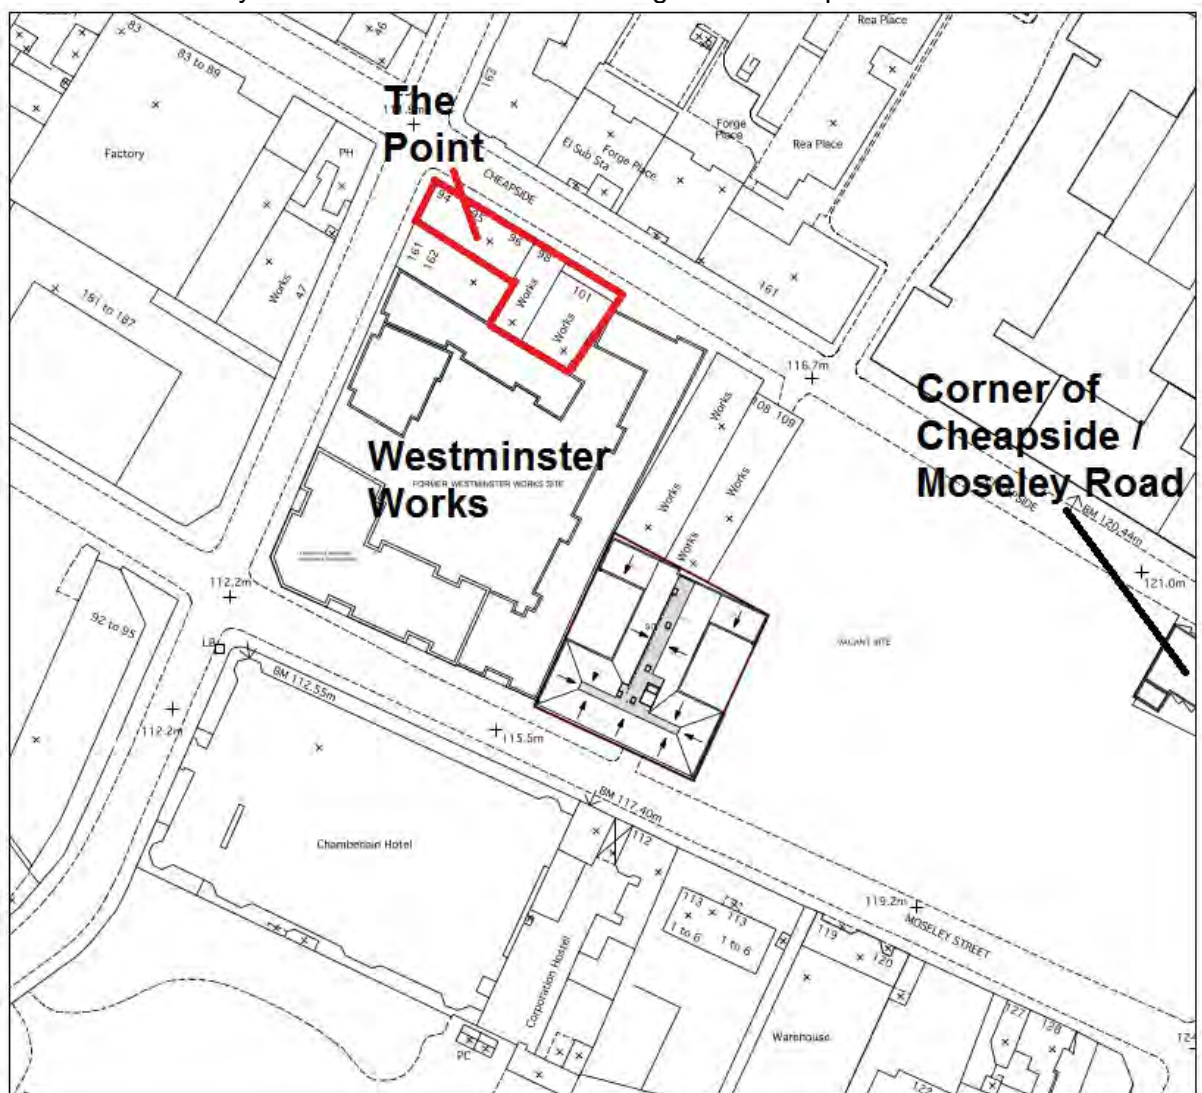 83
83 to 89
46
163
Rea Place
The
Point
PH
Factory
CHEAPSIDE
El Sub Sta
Forge Place
Forge
Place
Rea Place
94
95
96
98
161
162
Works
101
Works
161
Works
47
181 to 187
116.7m
Works
108 109
Corner of
Cheapside /
Moseley Road
Westminster
Works
FORMER WESTMINSTER WORKS SITE
Works
Works
Works
BM 120.44m
121.0m
112.2m
92 to 95
LB
VACANT SITE
BM 112.55m
112.2m
115.5m
BM 117.40m
Chamberlain Hotel
112
113
113
1 to 6
1 to 6
119.2m
MOSELEY STREET
119
120
Corporation Hostel
Warehouse
127
128
PC
122